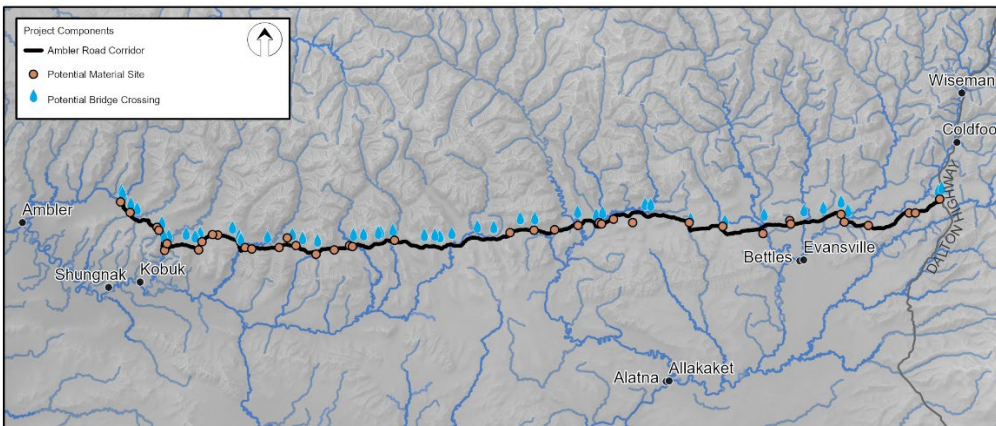 Project Components
Ambler Road Corridor
Potential Material Site
Potential Bridge Crossing
Wiseman
Coldfoo
DALTON HIGHWAY
Ambler
Evansville
Bettles
Kobuk
Shungnak
Allakaket
Alatna